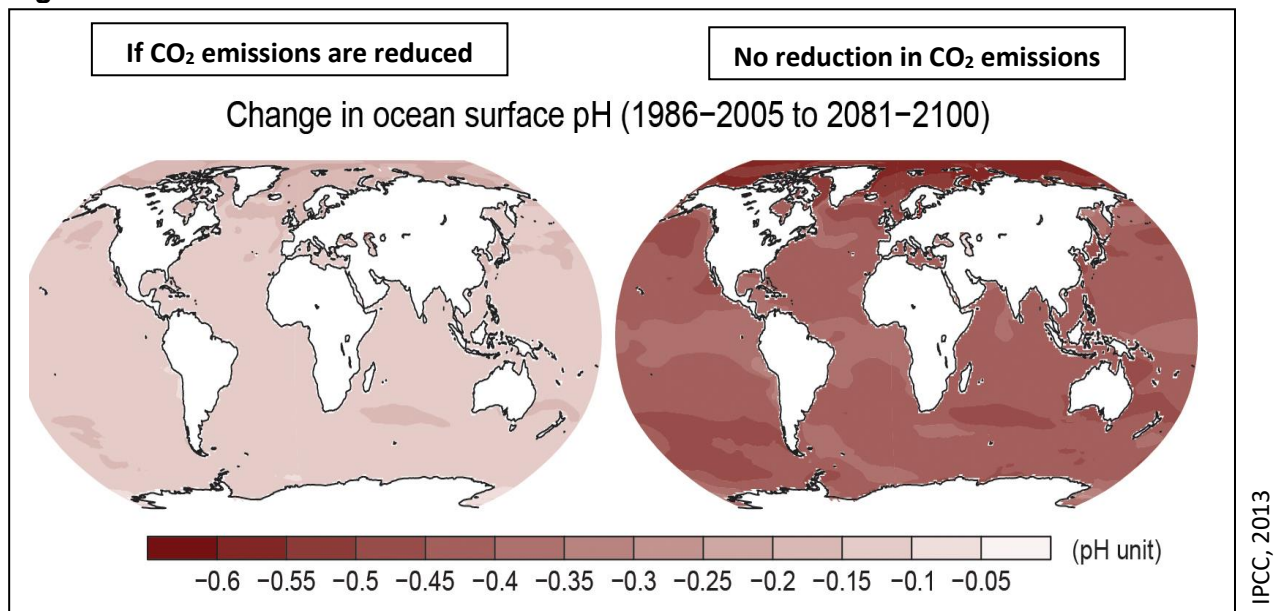 If CO₂ emissions are reduced
No reduction in CO₂ emissions
Change in ocean surface pH (1986−2005 to 2081−2100)
(pH unit)
−0.6 −0.55 −0.5 −0.45 −0.4 −0.35 −0.3 −0.25 −0.2 −0.15 −0.1 −0.05
IPCC, 2013